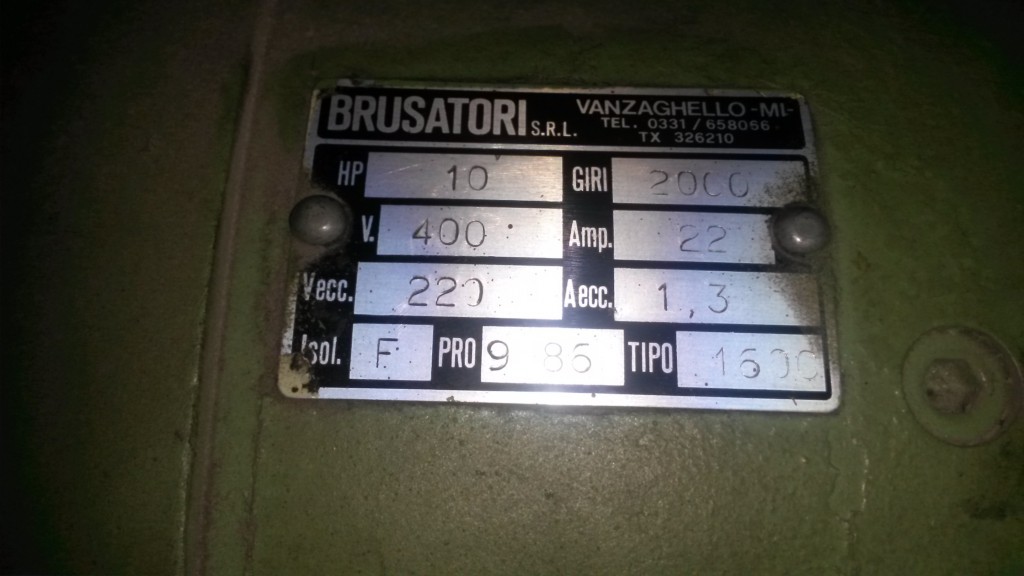 BRUSATORI S.R.L.
VANZAGHELLO -MI-
TEL. 0331/658066
TX 326210
HP 10 GIRI 2000
V. 400 Amp. 22
Vecc. 220 Aecc. 1,3
Isol. F PRO 9 86 TIPO 160C